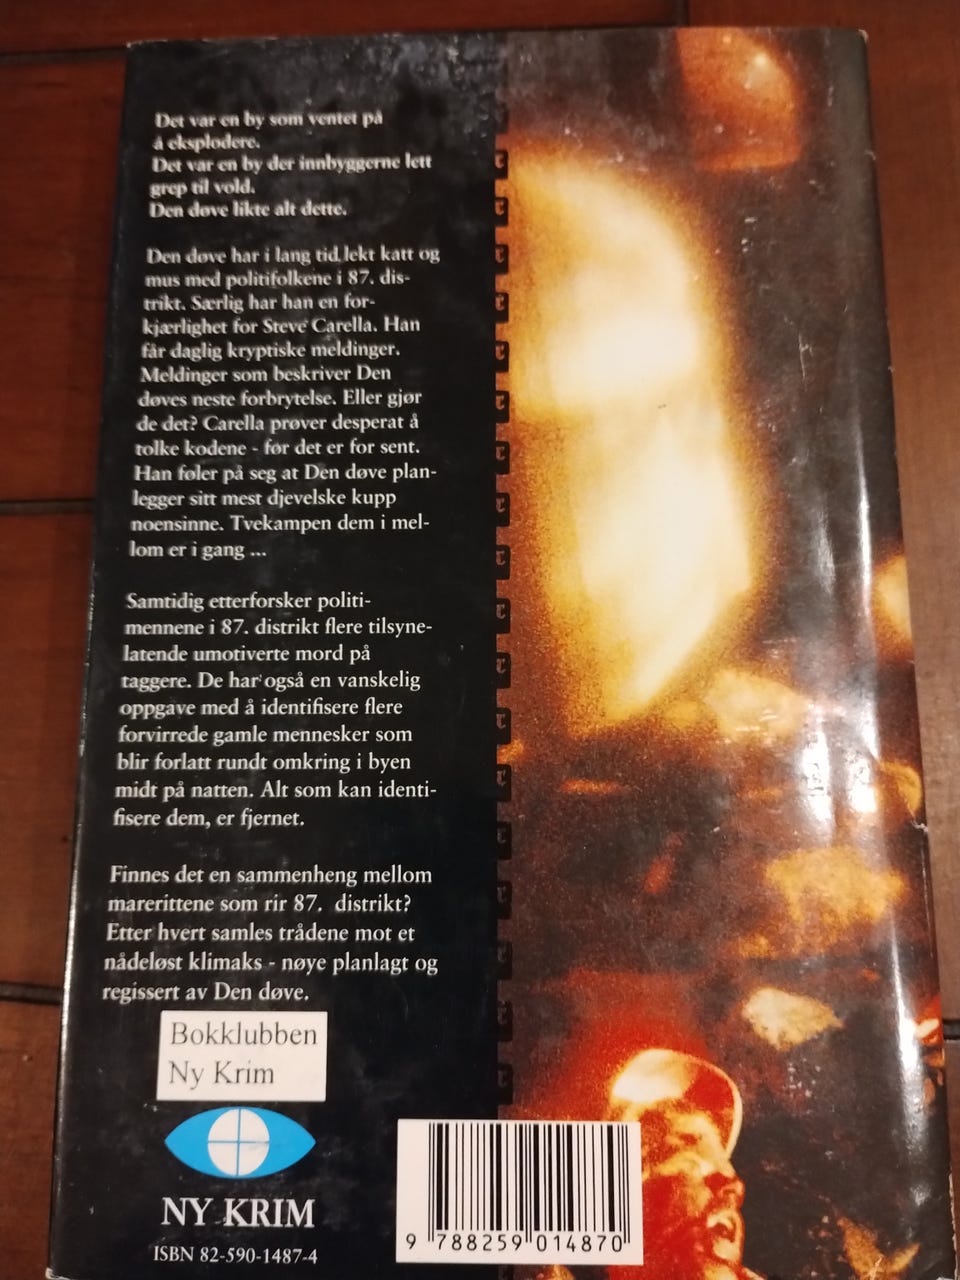 Det var en by som ventet på
å eksplodere.
Det var en by der innbyggerne lett
grep til vold.
Den døve likte alt dette.
Den døve har i lang tid lekt katt og
mus med politifolkene i 87. dis-
trikt. Særlig har han en for-
kjærlighet for Steve Carella. Han
får daglig kryptiske meldinger.
Meldinger som beskriver Den
døves neste forbrytelse. Eller gjør
de det? Carella prøver desperat å
tolke kodene - før det er for sent.
Han føler på seg at Den døve plan-
legger sitt mest djevelske kupp
noensinne. Tvekampen dem i mel-
lom er i gang ...
Samtidig etterforsker politi-
mennene i 87. distrikt flere tilsyne-
latende umotiverte mord på
taggere. De har også en vanskelig
oppgave med å identifisere flere
forvirrede gamle mennesker som
blir forlatt rundt omkring i byen
midt på natten. Alt som kan identi-
fisere dem, er fjernet.
Finnes det en sammenheng mellom
marerittene som rir 87. distrikt?
Etter hvert samles trådene mot et
nådeløst klimaks - nøye planlagt og
regissert av Den døve.
Bokklubben
Ny Krim
NY KRIM
ISBN 82-590-1487-4
9 788259 014870